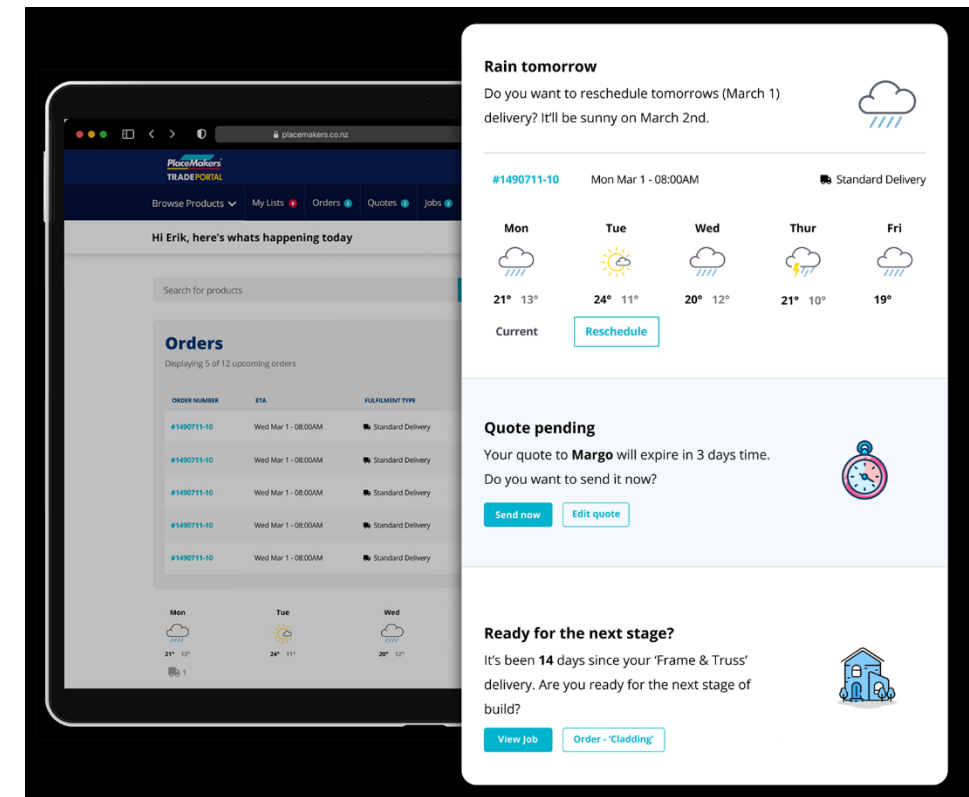 placemakers.co.nz
PlaceMakers
TRADE PORTAL
Browse Products
My Lists
Orders
Quotes
Jobs
Hi Erik, here's whats happening today
Search for products
Orders
Displaying 5 of 12 upcoming orders
ORDER NUMBER ETA FULFILMENT TYPE
#1490711-10 Wed Mar 1 - 08:00AM Standard Delivery
#1490711-10 Wed Mar 1 - 08:00AM Standard Delivery
#1490711-10 Wed Mar 1 - 08:00AM Standard Delivery
#1490711-10 Wed Mar 1 - 08:00AM Standard Delivery
#1490711-10 Wed Mar 1 - 08:00AM Standard Delivery
Mon Tue Wed
21° 13° 24° 11° 20° 12°
1
Rain tomorrow
Do you want to reschedule tomorrows (March 1)
delivery? It'll be sunny on March 2nd.
#1490711-10 Mon Mar 1 - 08:00AM Standard Delivery
Mon Tue Wed Thur Fri
21° 13° 24° 11° 20° 12° 21° 10° 19°
Current Reschedule
Quote pending
Your quote to Margo will expire in 3 days time.
Do you want to send it now?
Send now Edit quote
Ready for the next stage?
It's been 14 days since your 'Frame & Truss'
delivery. Are you ready for the next stage of
build?
View Job Order - 'Cladding'